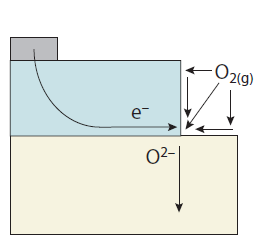 O₂(g)
e⁻
O²⁻